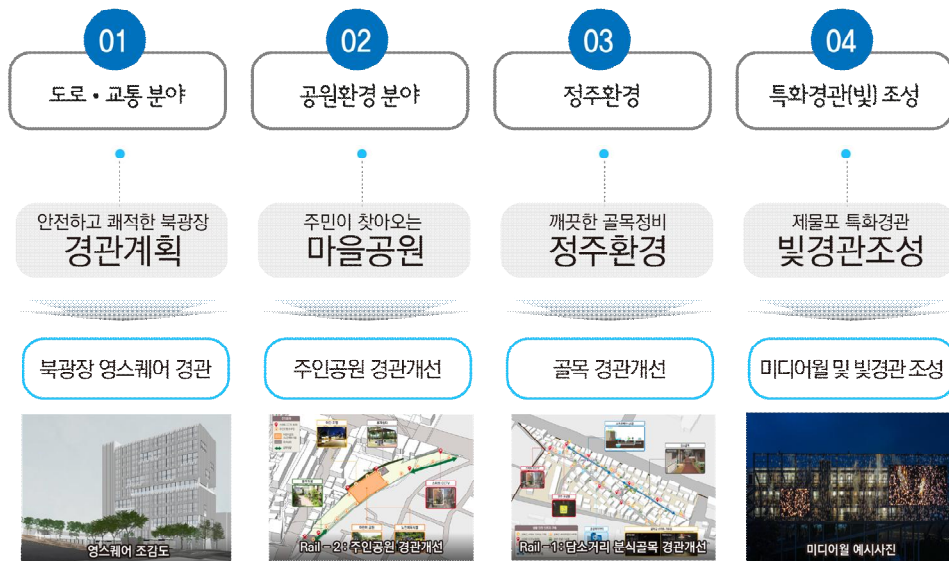 01
02
03
04
도로・교통 분야
공원환경 분야
정주환경
특화경관(빛) 조성
안전하고 쾌적한 북광장
경관계획
주민이 찾아오는
마을공원
깨끗한 골목정비
정주환경
제물포 특화경관
빛경관조성
북광장 영스퀘어 경관
주인공원 경관개선
골목 경관개선
미디어월 및 빛경관 조성
영스퀘어 조감도
Rail - 2 : 주인공원 경관개선
Rail - 1 : 담소거리 분식골목 경관개선
미디어월 예시사진